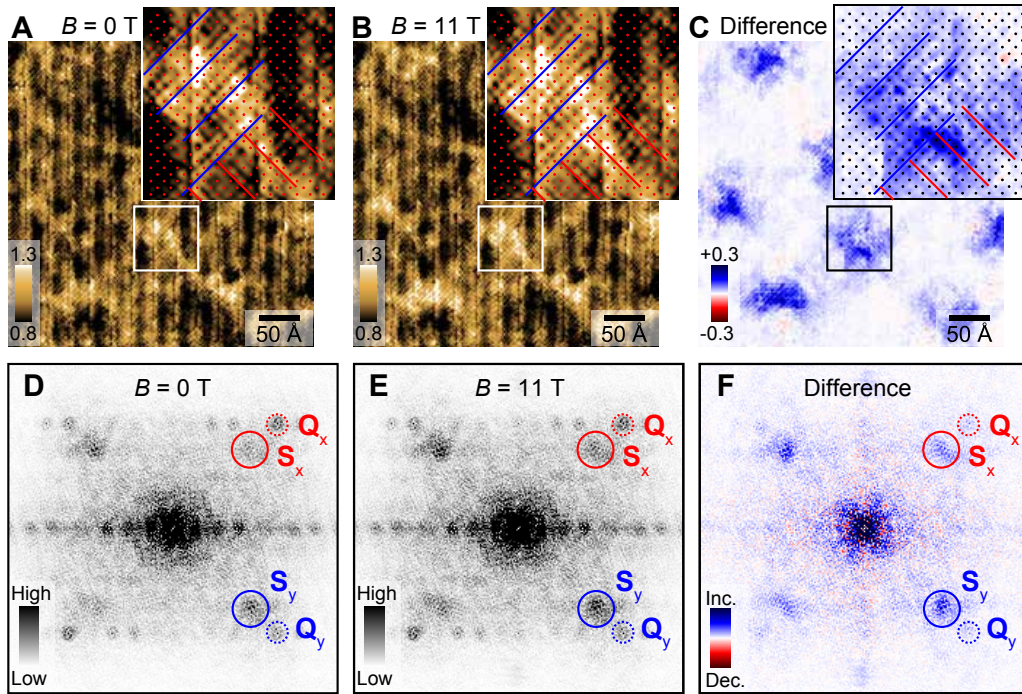 A B = 0 T
1.3
0.8
50 Å
B B = 11 T
1.3
0.8
50 Å
C Difference
+0.3
-0.3
50 Å
D B = 0 T
Qx
Sx
Sy
Qy
High
Low
E B = 11 T
Qx
Sx
Sy
Qy
High
Low
F Difference
Qx
Sx
Sy
Qy
Inc.
Dec.